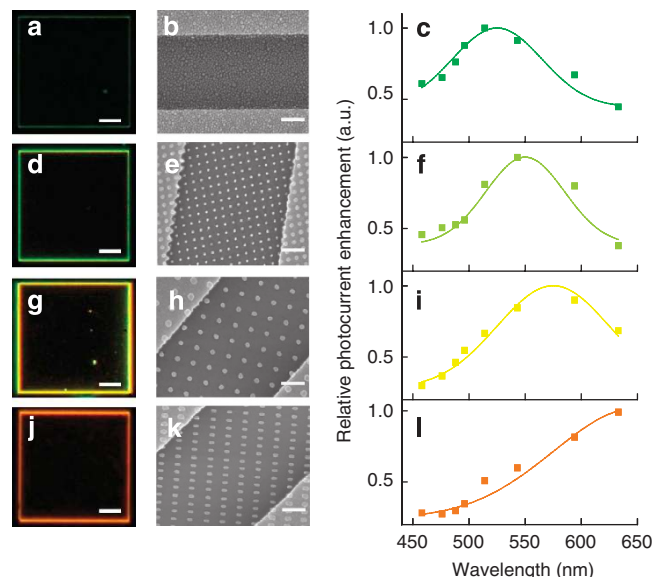 a b c
1.0
0.5
d e f
1.0
0.5
g h i
1.0
0.5
j k l
1.0
0.5
Relative photocurrent enhancement (a.u.)
450 500 550 600 650
Wavelength (nm)